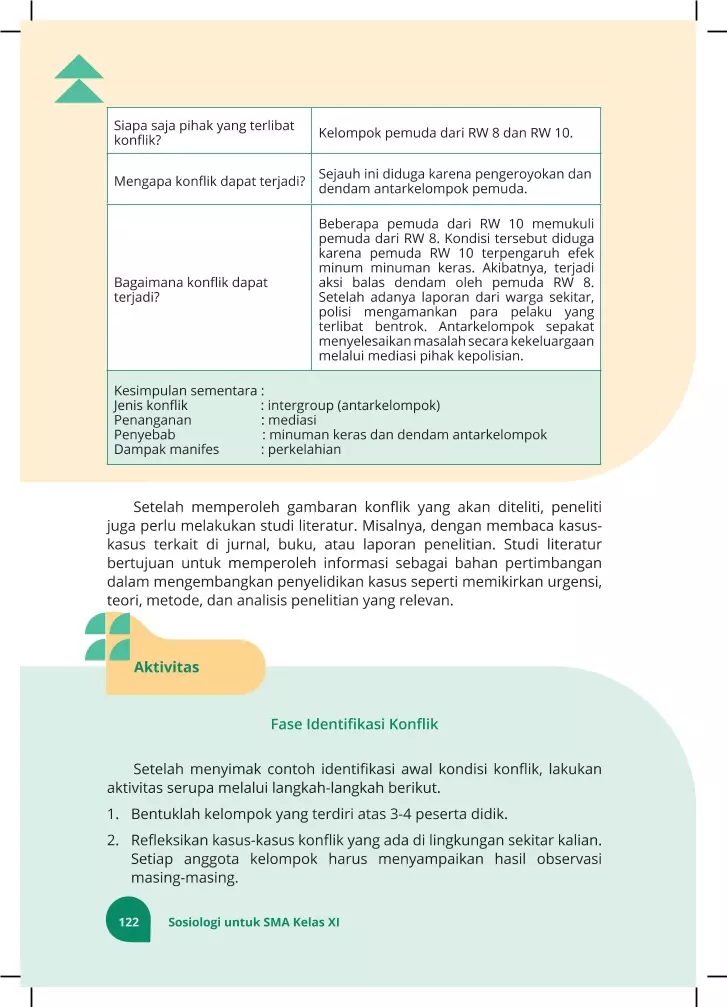 Siapa saja pihak yang terlibat
konflik?
Kelompok pemuda dari RW 8 dan RW 10.
Mengapa konflik dapat terjadi?
Sejauh ini diduga karena pengeroyokan dan
dendam antarkelompok pemuda.
Bagaimana konflik dapat
terjadi?
Beberapa pemuda dari RW 10 memukuli
pemuda dari RW 8. Kondisi tersebut diduga
karena pemuda RW 10 terpengaruh efek
minum minuman keras. Akibatnya, terjadi
aksi balas dendam oleh pemuda RW 8.
Setelah adanya laporan dari warga sekitar,
polisi mengamankan para pelaku yang
terlibat bentrok. Antarkelompok sepakat
menyelesaikan masalah secara kekeluargaan
melalui mediasi pihak kepolisian.
Kesimpulan sementara :
Jenis konflik : intergroup (antarkelompok)
Penanganan : mediasi
Penyebab : minuman keras dan dendam antarkelompok
Dampak manifes : perkelahian
Setelah memperoleh gambaran konflik yang akan diteliti, peneliti
juga perlu melakukan studi literatur. Misalnya, dengan membaca kasus-
kasus terkait di jurnal, buku, atau laporan penelitian. Studi literatur
bertujuan untuk memperoleh informasi sebagai bahan pertimbangan
dalam mengembangkan penyelidikan kasus seperti memikirkan urgensi,
teori, metode, dan analisis penelitian yang relevan.
Aktivitas
Fase Identifikasi Konflik
Setelah menyimak contoh identifikasi awal kondisi konflik, lakukan
aktivitas serupa melalui langkah-langkah berikut.
1. Bentuklah kelompok yang terdiri atas 3-4 peserta didik.
2. Refleksikan kasus-kasus konflik yang ada di lingkungan sekitar kalian.
Setiap anggota kelompok harus menyampaikan hasil observasi
masing-masing.
122 Sosiologi untuk SMA Kelas XI